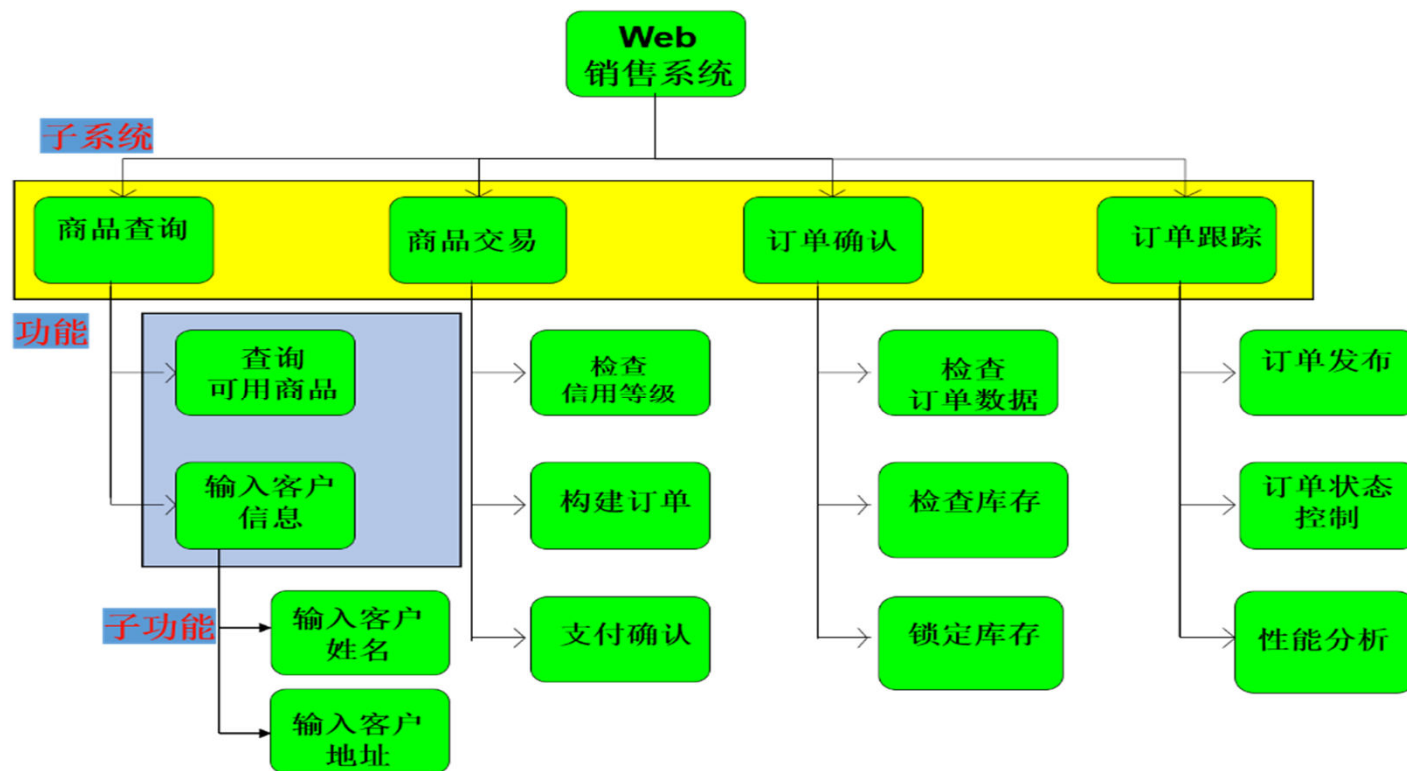 Web
销售系统
子系统
商品查询
商品交易
订单确认
订单跟踪
功能
查询
可用商品
检查
信用等级
检查
订单数据
订单发布
输入客户
信息
构建订单
检查库存
订单状态
控制
子功能
输入客户
姓名
支付确认
锁定库存
性能分析
输入客户
地址